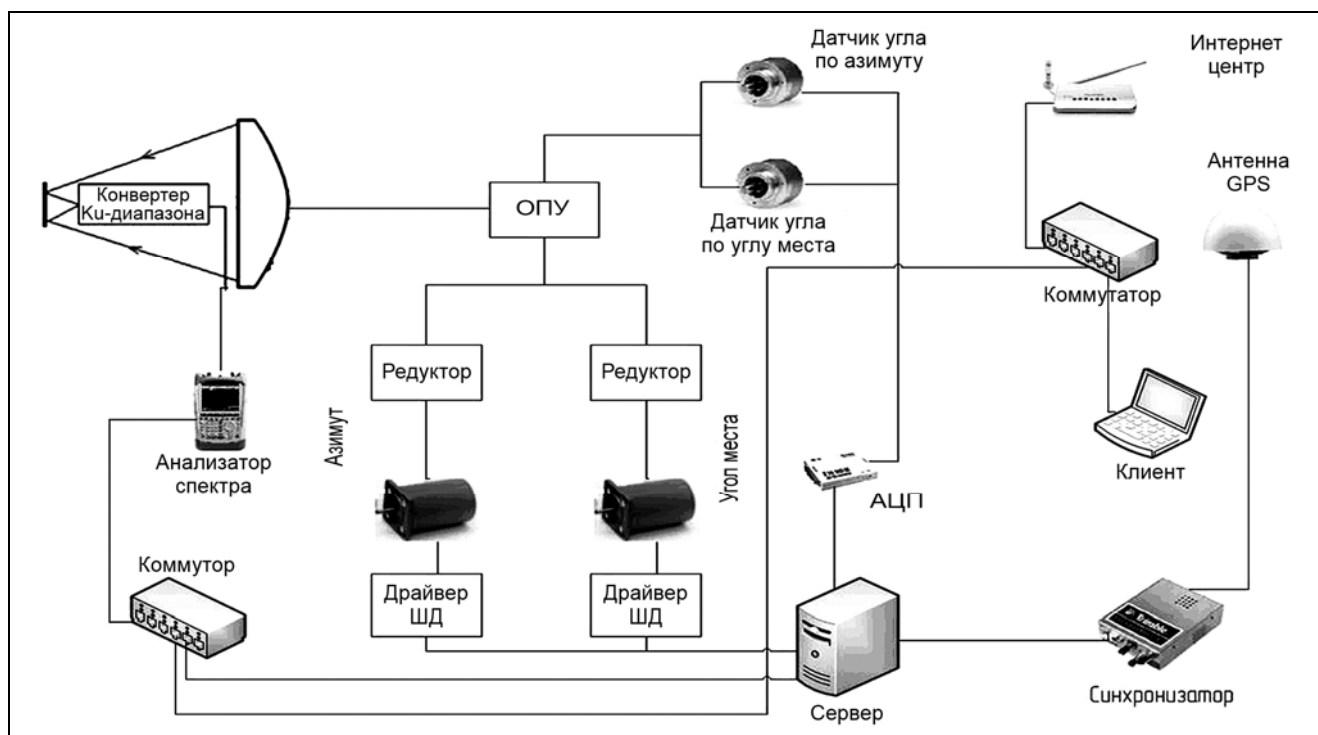 Датчик угла
по азимуту
Интернет
центр
Антенна
GPS
Конвертер
Ku-диапазона
ОПУ
Датчик угла
по углу места
Коммутатор
Редуктор
Редуктор
Азимут
Угол места
Анализатор
спектра
АЦП
Клиент
Коммутор
Драйвер
ШД
Драйвер
ШД
Trimble
Сервер
Синхронизатор